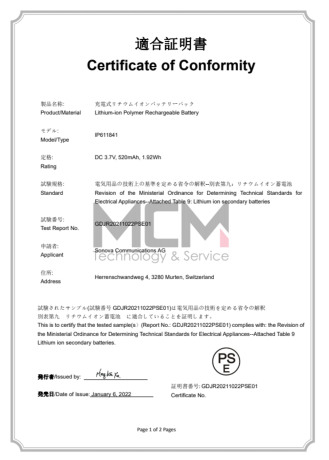 適合証明書
Certificate of Conformity
製品名称: 充電式リチウムイオンバッテリーパック
Product/Material Lithium-ion Polymer Rechargeable Battery
モデル:
Model/Type IP611841
定格: DC 3.7V, 520mAh, 1.92Wh
Rating
試験規格: 電気用品の技術上の基準を定める省令の解釈--別表第九：リチウムイオン蓄電池
Standard Revision of the Ministerial Ordinance for Determining Technical Standards for
Electrical Appliances--Attached Table 9: Lithium ion secondary batteries
試験番号:
Test Report No. GDJR20211022PSE01
MCM
Technology & Service
申請者: Sonova Communications AG
Applicant
住所: Herrenschwandweg 4, 3280 Murten, Switzerland
Address
試験されたサンプル(試験番号 GDJR20211022PSE01)は電気用品の技術を定める省令の解釈
別表第九　リチウムイオン蓄電池　に適合していることを証明します。
This is to certify that the tested sample(s) (Report No.: GDJR20211022PSE01) complies with: the Revision of
the Ministerial Ordinance for Determining Technical Standards for Electrical Appliances--Attached Table 9
Lithium ion secondary batteries.
PS
E
発行者/Issued by:
証明書番号: GDJR20211022PSE01
発売日/Date of Issue: January 6, 2022 Certificate No.
Page 1 of 2 Pages